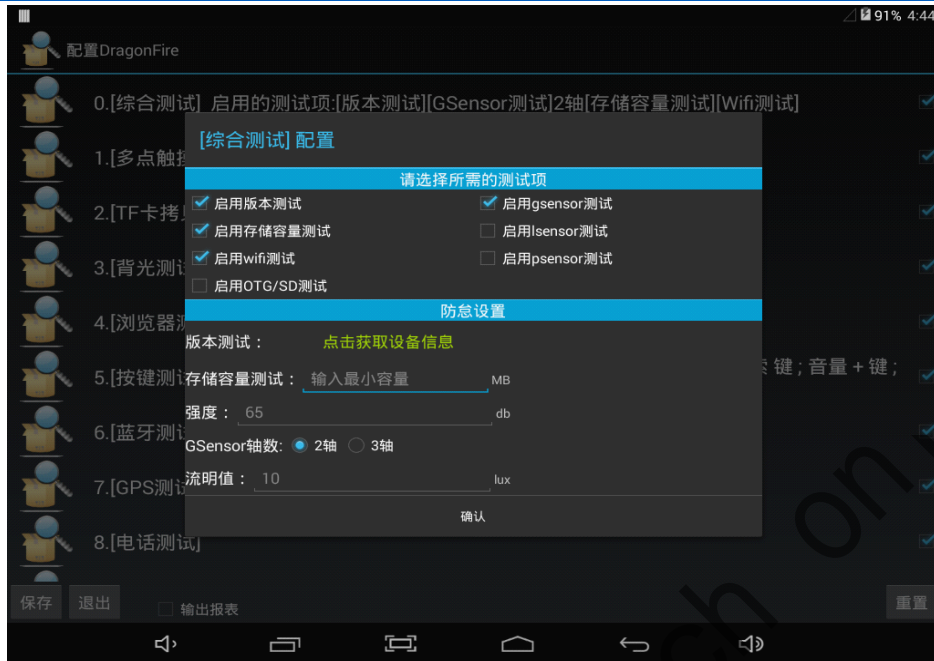 91% 4:44
配置DragonFire
0.[综合测试] 启用的测试项:[版本测试][GSensor测试]2轴[存储容量测试][Wifi测试]
[综合测试] 配置
1.[多点触摸
请选择所需的测试项
启用版本测试 启用gsensor测试
2.[TF卡拷贝
启用存储容量测试 启用lsensor测试
启用wifi测试 启用psensor测试
3.[背光测试
启用OTG/SD测试
防怠设置
4.[浏览器测
版本测试： 点击获取设备信息
键；音量+键；
5.[按键测试
存储容量测试： 输入最小容量 MB
强度： 65 db
6.[蓝牙测试
GSensor轴数: 2轴 3轴
流明值： 10 lux
7.[GPS测试
确认
8.[电话测试]
保存 退出 输出报表 重置
ch on